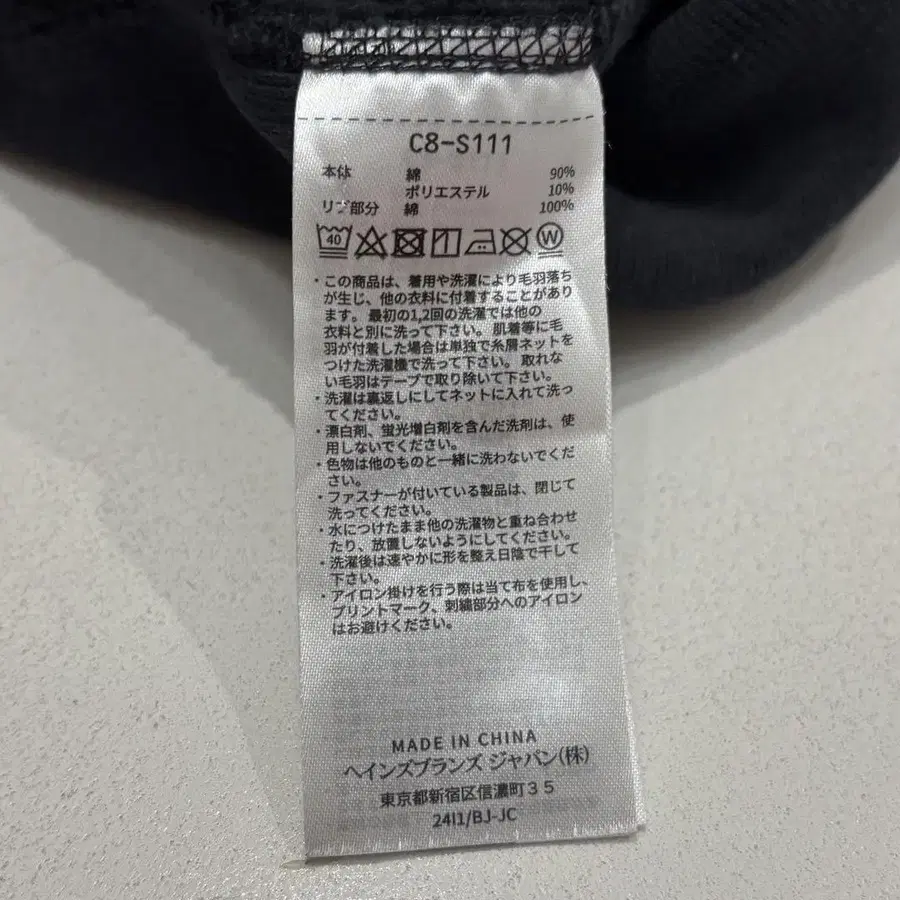 C8-S111
本体 綿 90%
ポリエステル 10%
リブ部分 綿 100%
40 W
・この商品は、着用や洗濯により毛羽落ち
が生じ、他の衣料に付着することがあり
ます。最初の1,2回の洗濯では他の
衣料と別に洗って下さい。肌着等に毛
羽が付着した場合は単独で糸屑ネットを
つけた洗濯機で洗って下さい。取れな
い毛羽はテープで取り除いて下さい。
・洗濯は裏返しにしてネットに入れて洗っ
てください。
・漂白剤、蛍光増白剤を含んだ洗剤は、使
用しないでください。
・色物は他のものと一緒に洗わないでくだ
さい。
・ファスナーが付いている製品は、閉じて
洗ってください。
・水につけたまま他の洗濯物と重ね合わせ
たり、放置しないようにしてください。
・洗濯後は速やかに形を整え日陰で干して
下さい。
・アイロン掛けを行う際は当て布を使用し、
プリントマーク、刺繍部分へのアイロン
はお避けください。
MADE IN CHINA
ヘインズブランズ ジャパン(株)
東京都新宿区信濃町35
24I1/BJ-JC